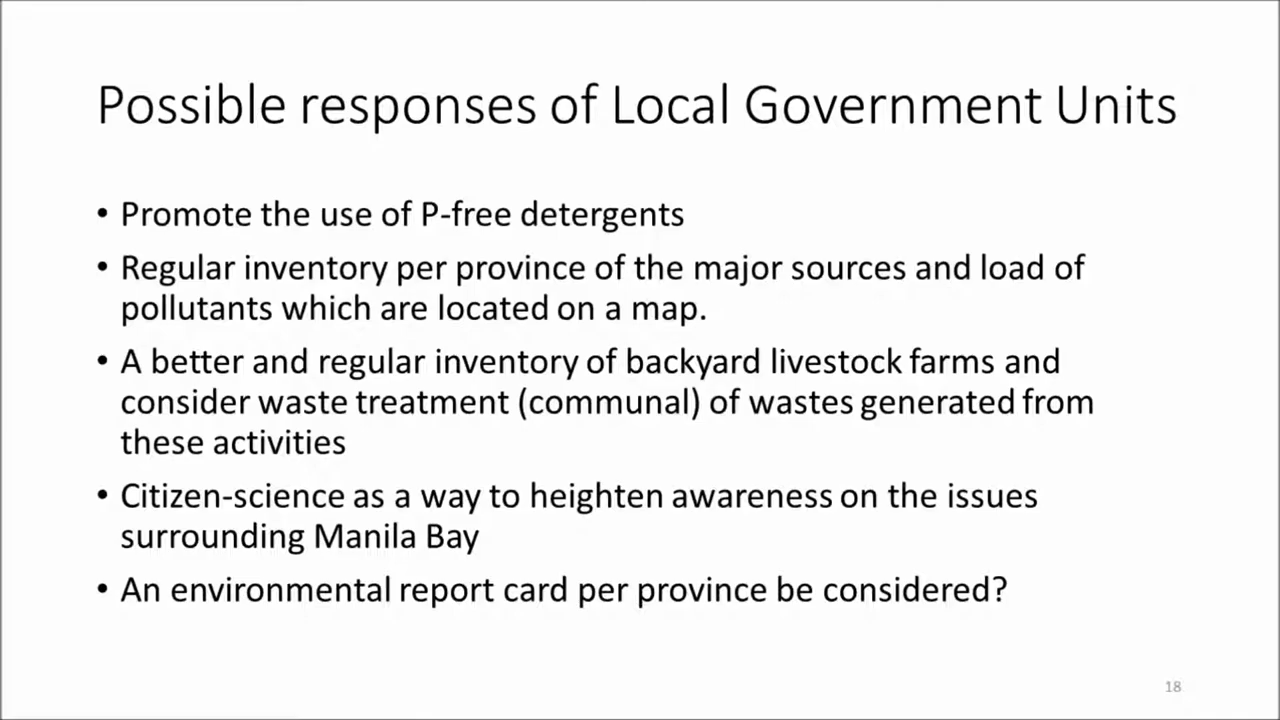 Possible responses of Local Government Units
• Promote the use of P-free detergents
• Regular inventory per province of the major sources and load of
pollutants which are located on a map.
• A better and regular inventory of backyard livestock farms and
consider waste treatment (communal) of wastes generated from
these activities
• Citizen-science as a way to heighten awareness on the issues
surrounding Manila Bay
• An environmental report card per province be considered?
18